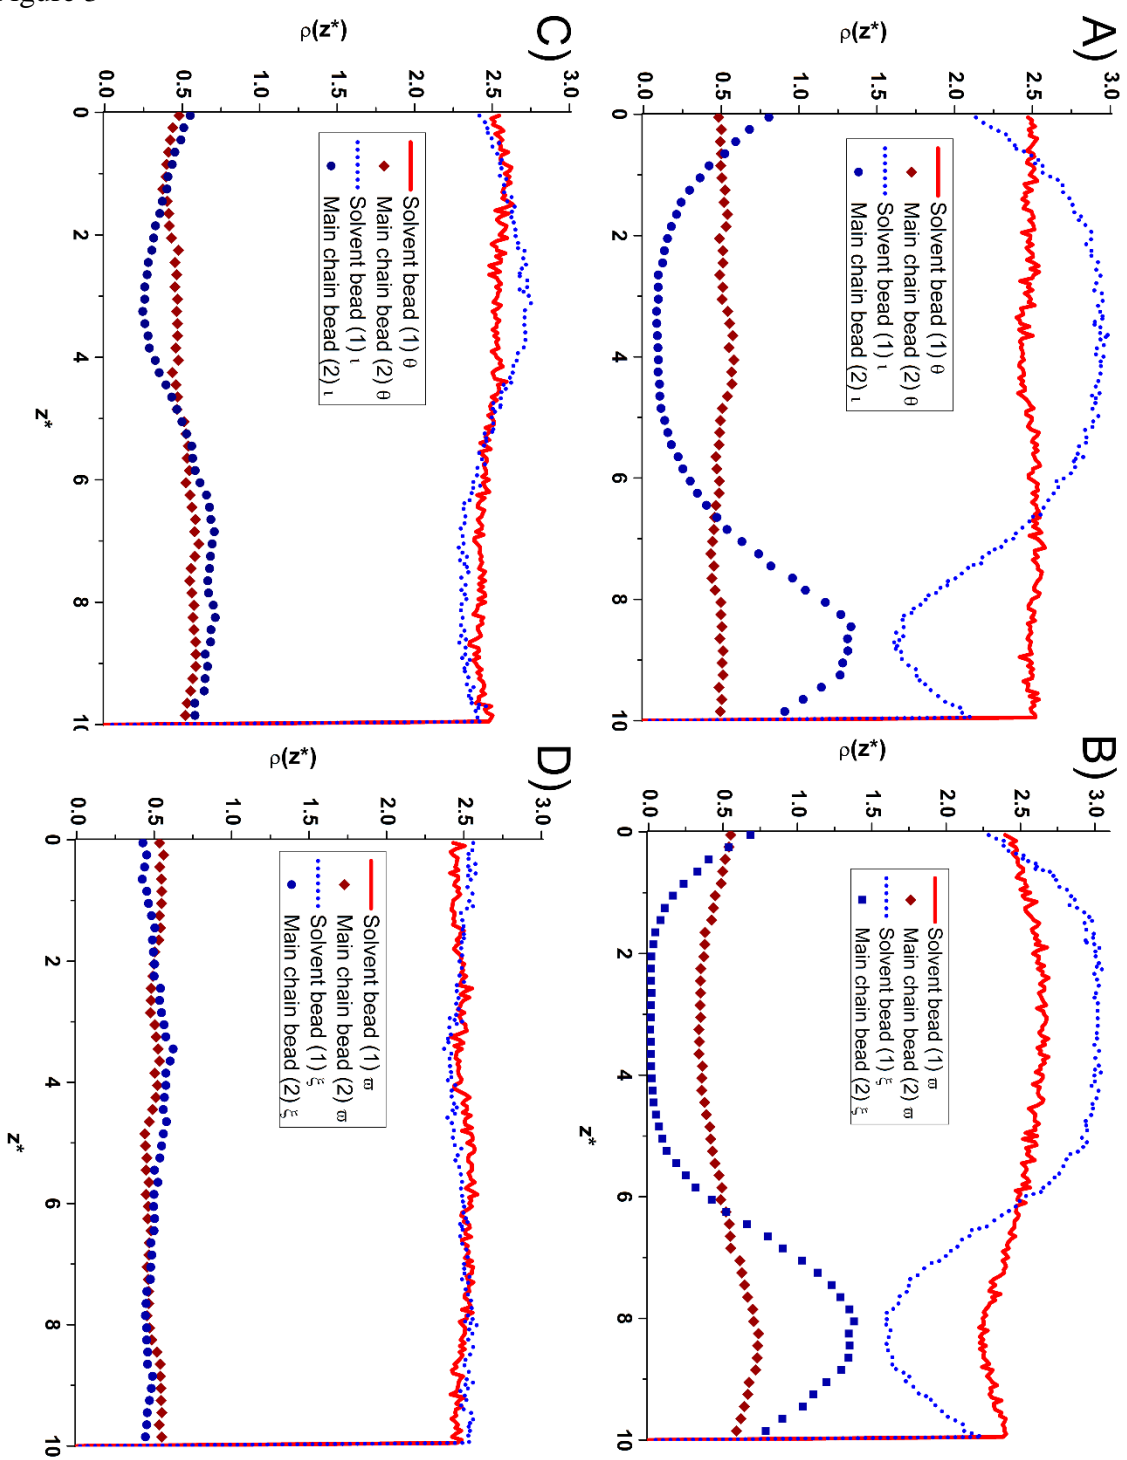 Figure
A)
ρ(z*)
3.0
2.5
2.0
1.5
1.0
0.5
0.0
0 2 4 6 8 10
Solvent bead (1) θ
Main chain bead (2) θ
Solvent bead (1) ι
Main chain bead (2) ι
B)
ρ(z*)
3.0
2.5
2.0
1.5
1.0
0.5
0.0
0 2 4 6 8 10
z*
Solvent bead (1) ϖ
Main chain bead (2) ϖ
Solvent bead (1) ξ
Main chain bead (2) ξ
C)
ρ(z*)
3.0
2.5
2.0
1.5
1.0
0.5
0.0
0 2 4 6 8 10
z*
Solvent bead (1) θ
Main chain bead (2) θ
Solvent bead (1) ι
Main chain bead (2) ι
D)
ρ(z*)
3.0
2.5
2.0
1.5
1.0
0.5
0.0
0 2 4 6 8 10
z*
Solvent bead (1) ϖ
Main chain bead (2) ϖ
Solvent bead (1) ξ
Main chain bead (2) ξ